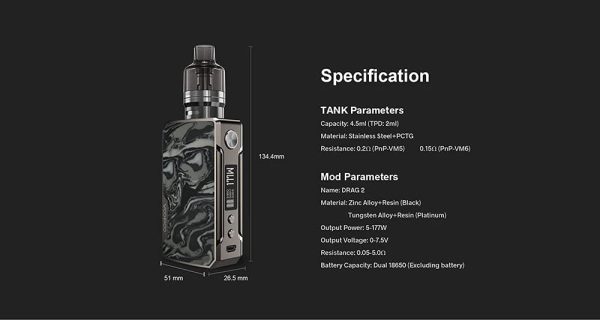 Specification
TANK Parameters
Capacity: 4.5ml (TPD: 2ml)
Material: Stainless Steel+PCTG
Resistance: 0.2Ω (PnP-VM5) 0.15Ω (PnP-VM6)
134.4mm
Mod Parameters
Name: DRAG 2
Material: Zinc Alloy+Resin (Black)
Tungsten Alloy+Resin (Platinum)
Output Power: 5-177W
Output Voltage: 0-7.5V
Resistance: 0.05-5.0Ω
Battery Capacity: Dual 18650 (Excluding battery)
51 mm
26.5 mm